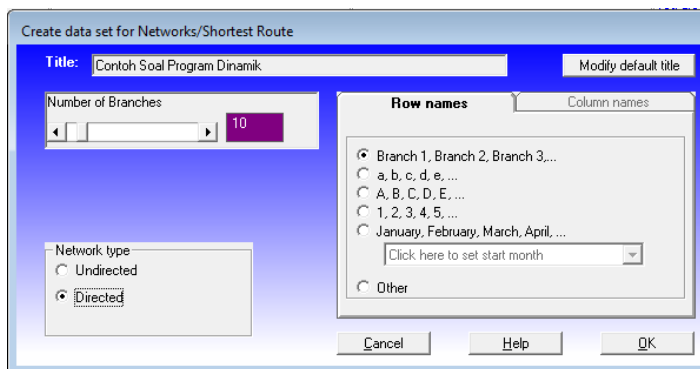 Create data set for Networks/Shortest Route
Title:
Contoh Soal Program Dinamik
Modify default title
Number of Branches
10
Row names
Column names
Branch 1, Branch 2, Branch 3,...
a, b, c, d, e, ...
A, B, C, D, E, ...
1, 2, 3, 4, 5, ...
January, February, March, April, ...
Click here to set start month
Other
Network type
Undirected
Directed
Cancel
Help
OK